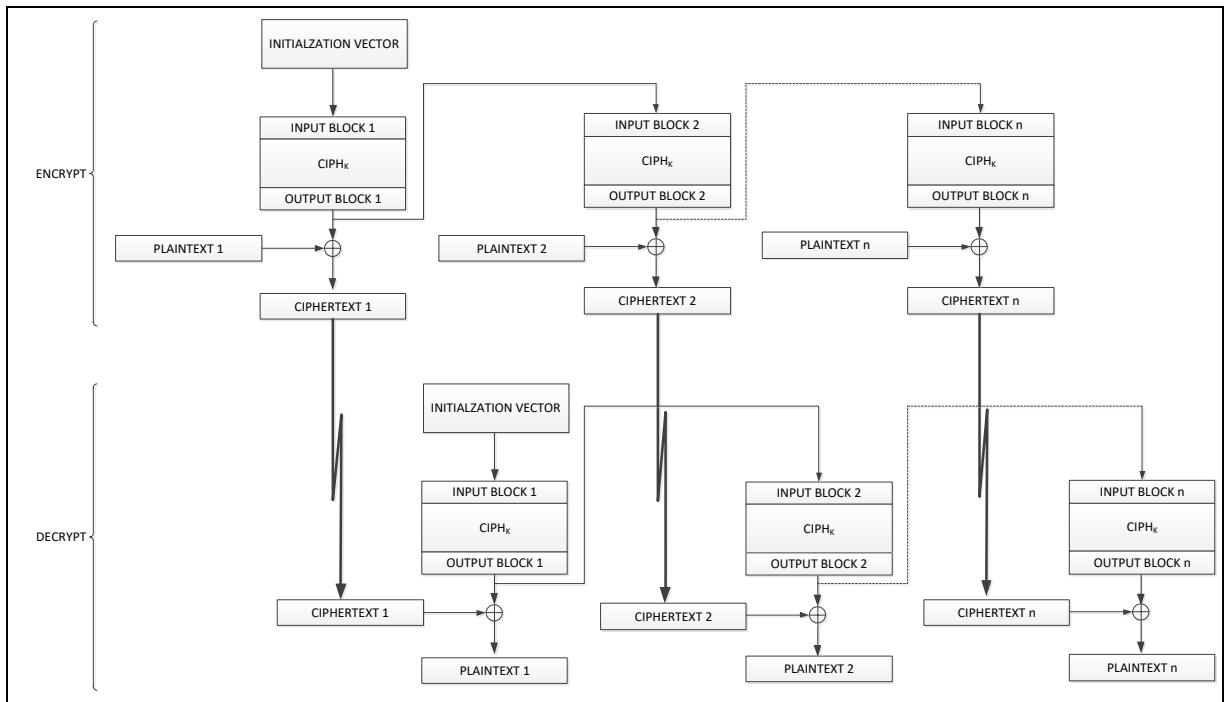 INITIALZATION VECTOR
INPUT BLOCK 1
INPUT BLOCK 2
INPUT BLOCK n
CIPHK
CIPHK
CIPHK
ENCRYPT
OUTPUT BLOCK 1
OUTPUT BLOCK 2
OUTPUT BLOCK n
PLAINTEXT 1
PLAINTEXT 2
PLAINTEXT n
CIPHERTEXT 1
CIPHERTEXT 2
CIPHERTEXT n
INITIALZATION VECTOR
INPUT BLOCK 1
INPUT BLOCK 2
INPUT BLOCK n
CIPHK
CIPHK
CIPHK
DECRYPT
OUTPUT BLOCK 1
OUTPUT BLOCK 2
OUTPUT BLOCK n
CIPHERTEXT 1
CIPHERTEXT 2
CIPHERTEXT n
PLAINTEXT 1
PLAINTEXT 2
PLAINTEXT n